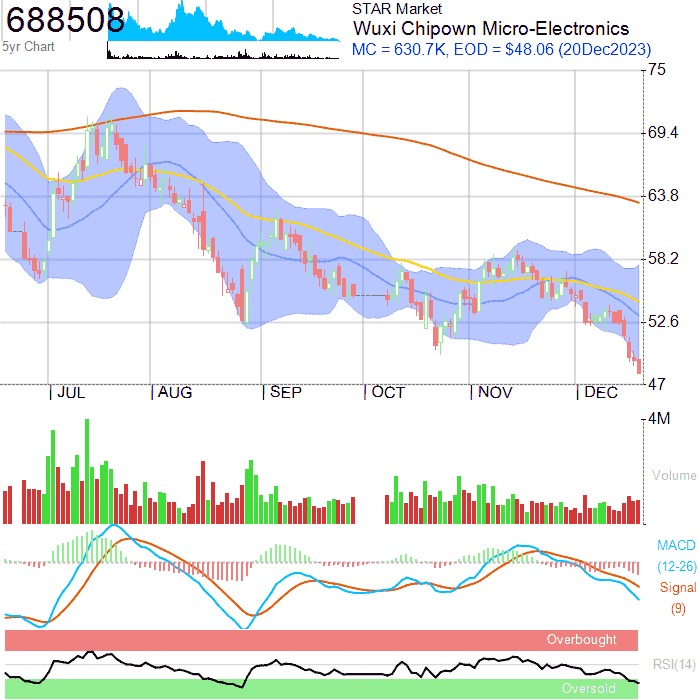 688508
5yr Chart
STAR Market
Wuxi Chipown Micro-Electronics
MC = 630.7K, EOD = $48.06 (20Dec2023)
75
69.4
63.8
58.2
52.6
47
JUL AUG SEP OCT NOV DEC
4M
Volume
MACD
(12-26)
Signal
(9)
Overbought
RSI(14)
Oversold